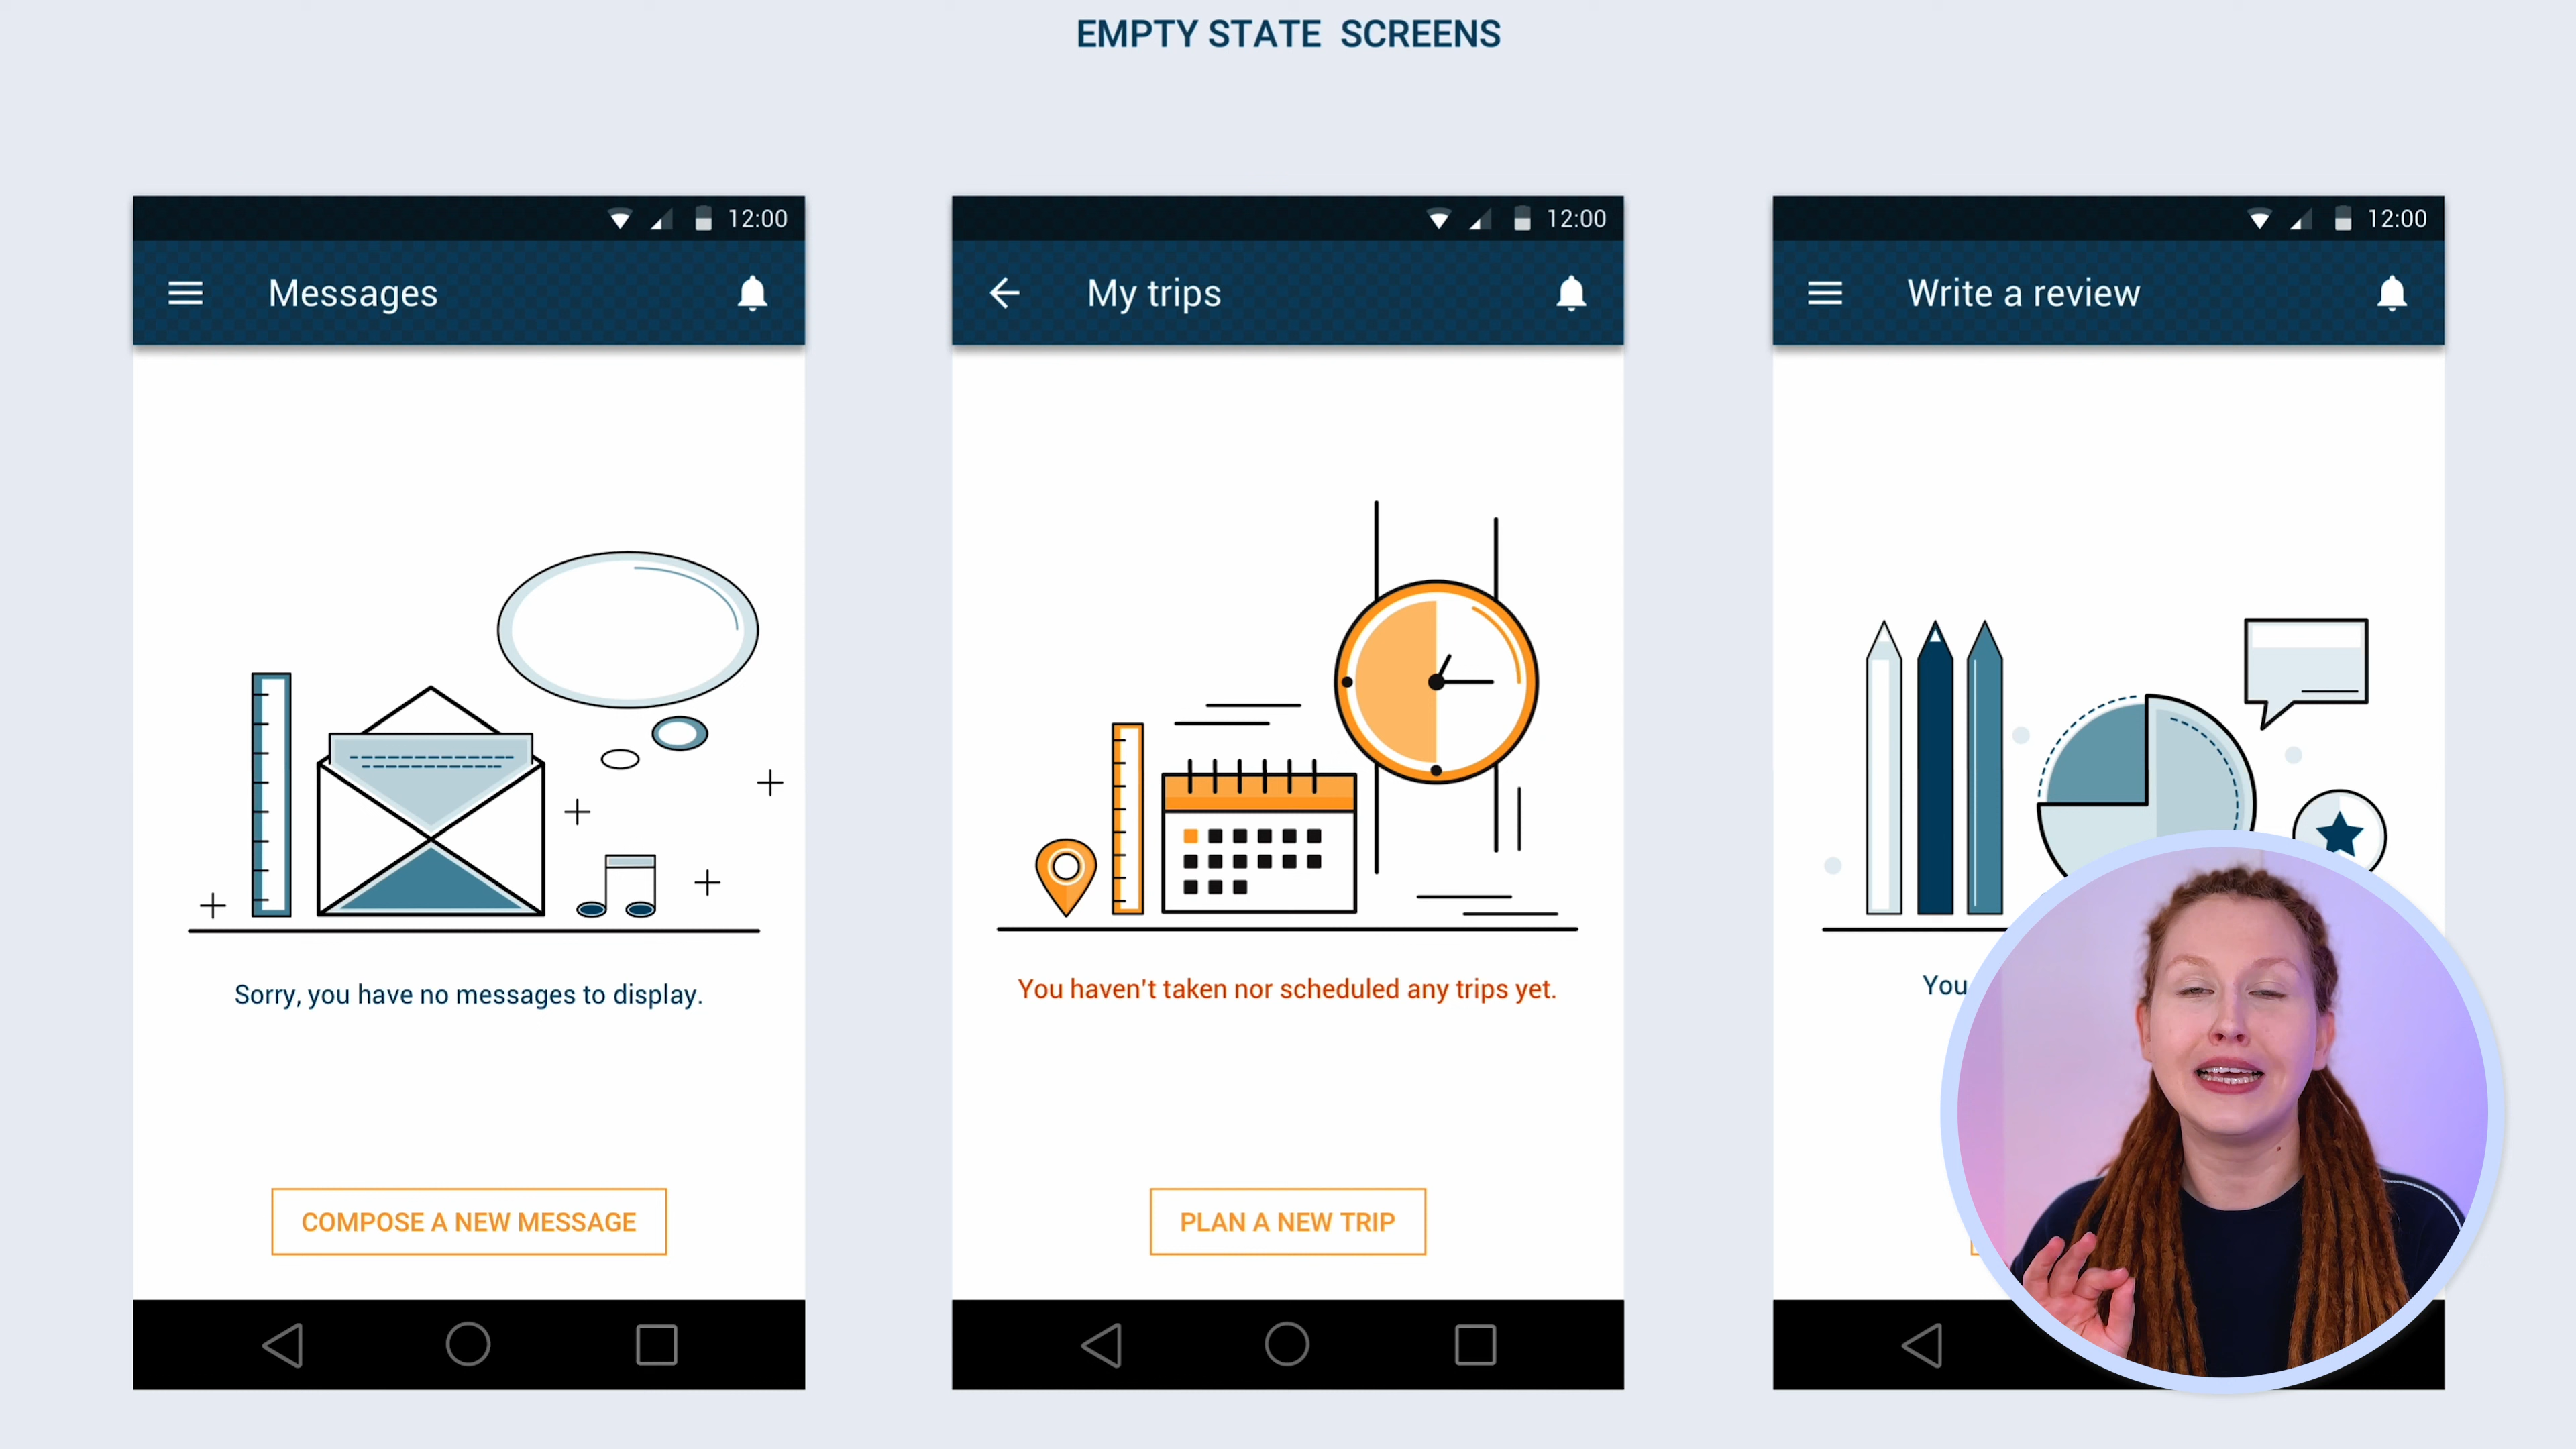 EMPTY STATE SCREENS
12:00
Messages
Sorry, you have no messages to display.
COMPOSE A NEW MESSAGE
12:00
My trips
You haven't taken nor scheduled any trips yet.
PLAN A NEW TRIP
12:00
Write a review
You